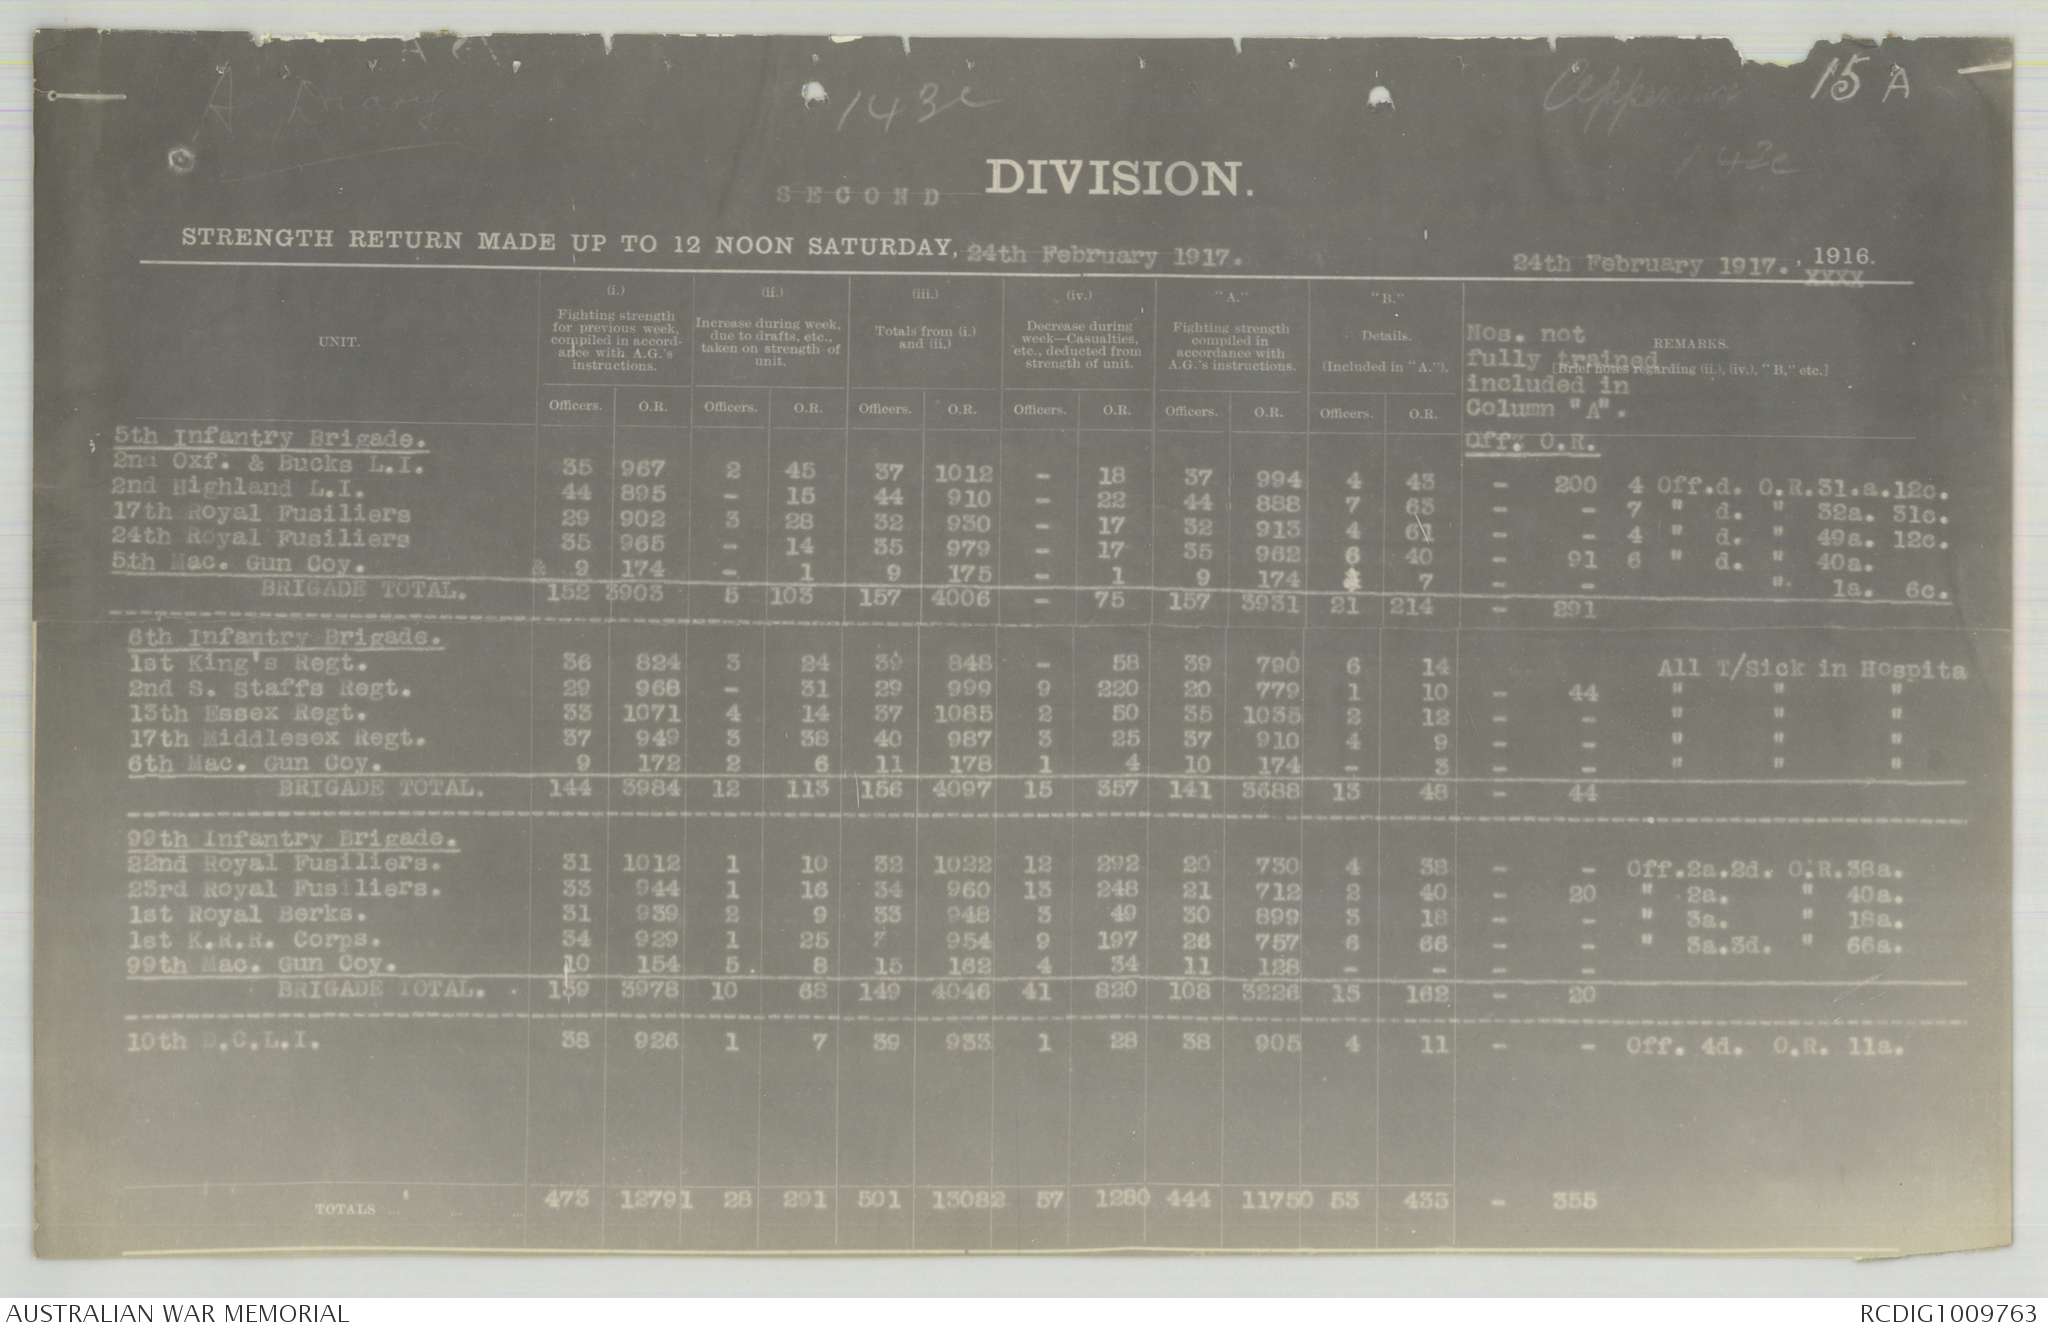 A Diary
143c
Appendix 15 A
143c
SECOND DIVISION.
STRENGTH RETURN MADE UP TO 12 NOON SATURDAY, 24th February 1917. 24th February 1917. , 1916.
XXXX
UNIT.
(i.) Fighting strength for previous week, compiled in accordance with A.G.'s instructions.
(ii.) Increase during week, due to drafts, etc., taken on strength of unit.
(iii.) Totals from (i.) and (ii.)
(iv.) Decrease during week—Casualties, etc., deducted from strength of unit.
"A." Fighting strength compiled in accordance with A.G.'s instructions.
"B." Details. (Included in "A.").
Nos. not fully trained included in Column "A".
REMARKS. [Brief notes regarding (ii.), (iv.), "B," etc.]
Officers. O.R. Officers. O.R. Officers. O.R. Officers. O.R. Officers. O.R. Officers. O.R. Off: O.R.
5th Infantry Brigade.
2nd Oxf. & Bucks L.I. 35 967 2 45 37 1012 - 18 37 994 4 43 - 200 4 Off.d. O.R.31.a.12c.
2nd Highland L.I. 44 895 - 15 44 910 - 22 44 888 7 63 - - 7 " d. " 32a. 31c.
17th Royal Fusiliers 29 902 3 28 32 930 - 17 32 913 4 61 - - 4 " d. " 49a. 12c.
24th Royal Fusiliers 35 965 - 14 35 979 - 17 35 962 6 40 - 91 6 " d. " 40a.
5th Mac. Gun Coy. 9 174 - 1 9 175 - 1 9 174 7 - - " 1a. 6c.
BRIGADE TOTAL. 152 3903 5 103 157 4006 - 75 157 3931 21 214 - 291
6th Infantry Brigade.
1st King's Regt. 36 824 3 24 39 848 - 58 39 790 6 14 All T/Sick in Hospita
2nd S. Staffs Regt. 29 968 - 31 29 999 9 220 20 779 1 10 - 44 " " "
13th Essex Regt. 33 1071 4 14 37 1085 2 50 35 1035 2 12 - - " " "
17th Middlesex Regt. 37 949 3 38 40 987 3 25 37 910 4 9 - - " " "
6th Mac. Gun Coy. 9 172 2 6 11 178 1 4 10 174 - 3 - - " " "
BRIGADE TOTAL. 144 3984 12 113 156 4097 15 357 141 3688 13 48 - 44
99th Infantry Brigade.
22nd Royal Fusiliers. 31 1012 1 10 32 1022 12 292 20 730 4 38 - - Off.2a.2d. O.R.38a.
23rd Royal Fusiliers. 33 944 1 16 34 960 13 248 21 712 2 40 - 20 " 2a. " 40a.
1st Royal Berks. 31 939 2 9 33 948 3 49 30 899 3 18 - - " 3a. " 18a.
1st K.R.R. Corps. 34 929 1 25 954 9 197 26 757 6 66 - - " 3a.3d. " 66a.
99th Mac. Gun Coy. 10 154 5 . 8 15 162 4 34 11 128 - - - -
BRIGADE TOTAL. 139 3978 10 68 149 4046 41 820 108 3226 15 162 - 20
10th D.C.L.I. 38 926 1 7 39 933 1 28 38 905 4 11 - - Off. 4d. O.R. 11a.
TOTALS ... ... ... 473 12791 28 291 501 13082 57 1280 444 11750 53 435 - 355
AUSTRALIAN WAR MEMORIAL RCDIG1009763